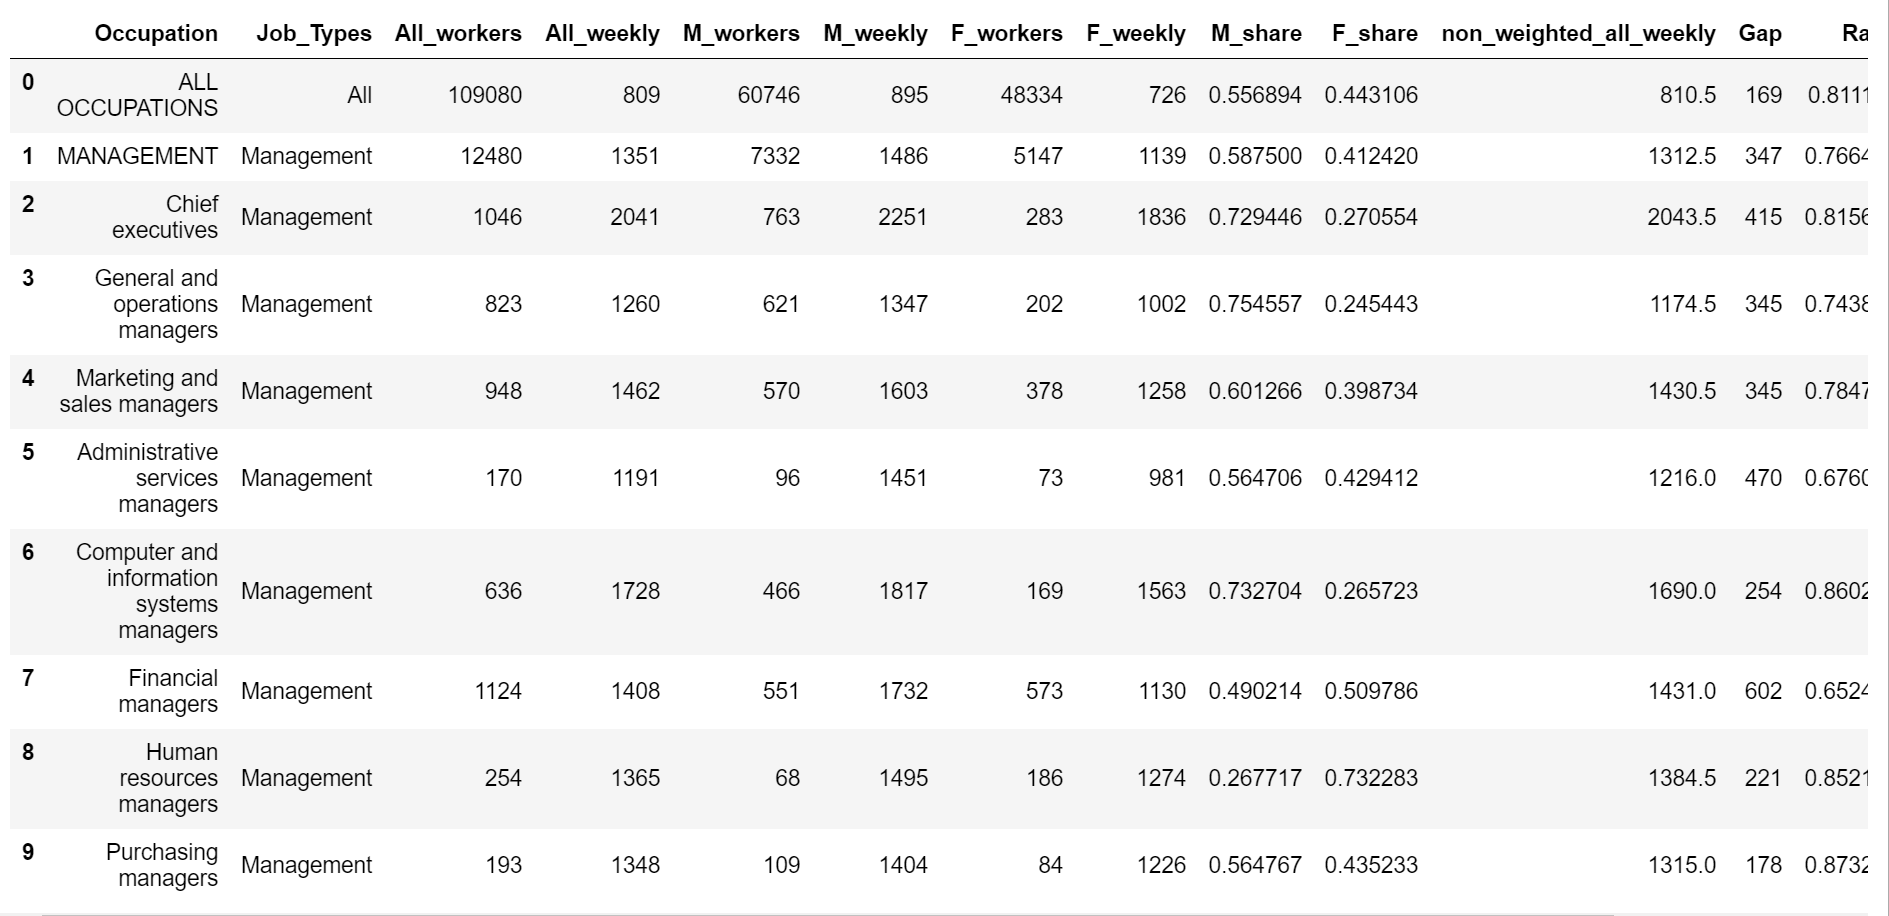 Occupation Job_Types All_workers All_weekly M_workers M_weekly F_workers F_weekly M_share F_share non_weighted_all_weekly Gap Ra
0 ALL OCCUPATIONS All 109080 809 60746 895 48334 726 0.556894 0.443106 810.5 169 0.8111
1 MANAGEMENT Management 12480 1351 7332 1486 5147 1139 0.587500 0.412420 1312.5 347 0.7664
2 Chief executives Management 1046 2041 763 2251 283 1836 0.729446 0.270554 2043.5 415 0.8156
3 General and operations managers Management 823 1260 621 1347 202 1002 0.754557 0.245443 1174.5 345 0.7438
4 Marketing and sales managers Management 948 1462 570 1603 378 1258 0.601266 0.398734 1430.5 345 0.7847
5 Administrative services managers Management 170 1191 96 1451 73 981 0.564706 0.429412 1216.0 470 0.6760
6 Computer and information systems managers Management 636 1728 466 1817 169 1563 0.732704 0.265723 1690.0 254 0.8602
7 Financial managers Management 1124 1408 551 1732 573 1130 0.490214 0.509786 1431.0 602 0.6524
8 Human resources managers Management 254 1365 68 1495 186 1274 0.267717 0.732283 1384.5 221 0.8521
9 Purchasing managers Management 193 1348 109 1404 84 1226 0.564767 0.435233 1315.0 178 0.8732